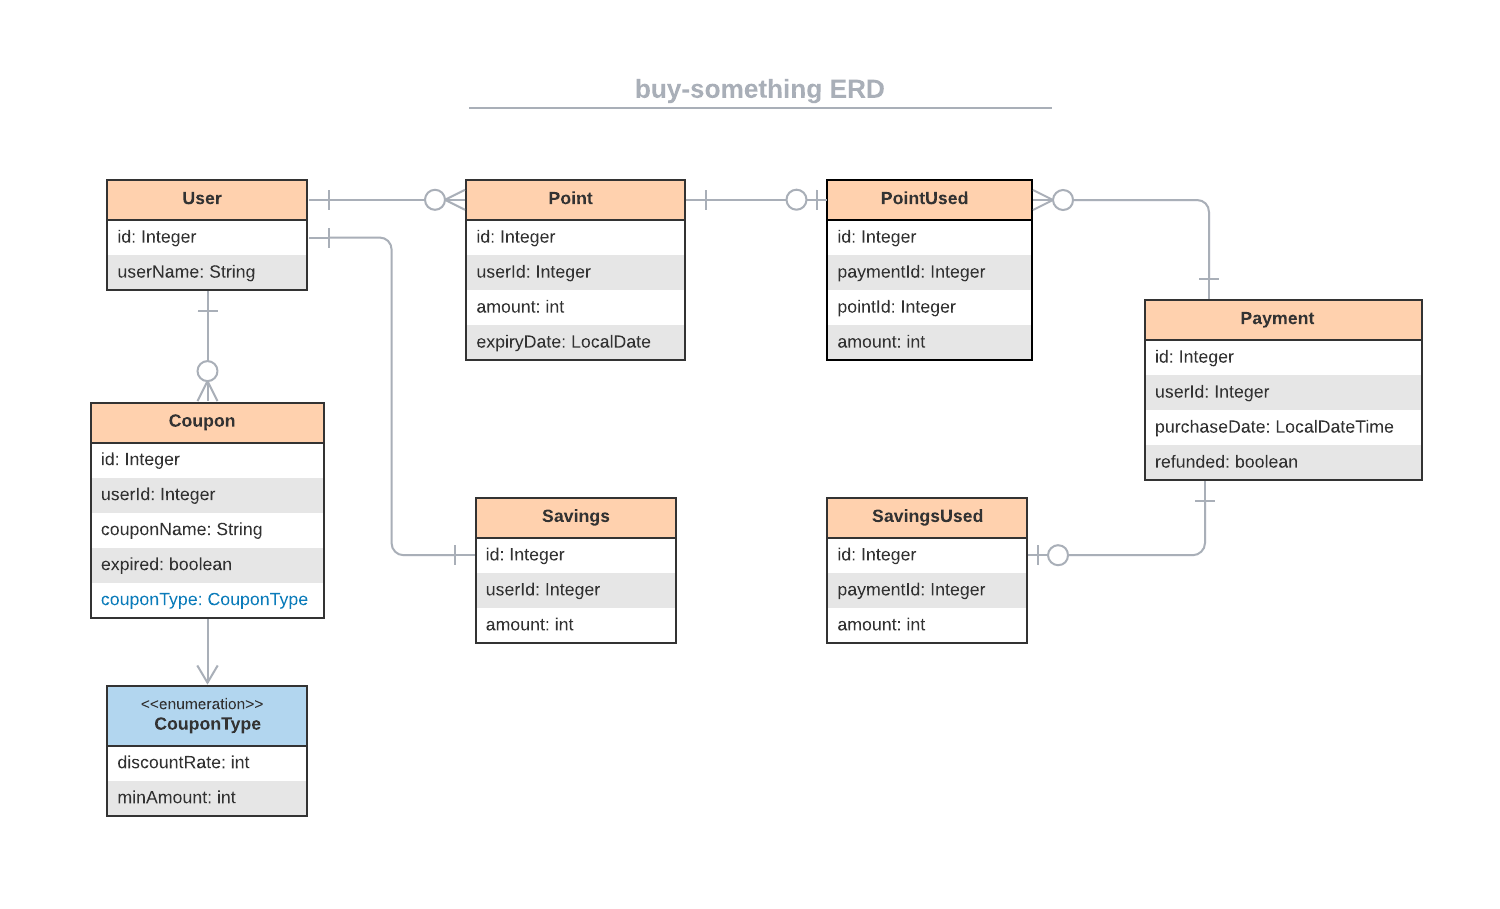 buy-something ERD
User
id: Integer
userName: String
Point
id: Integer
userId: Integer
amount: int
expiryDate: LocalDate
PointUsed
id: Integer
paymentId: Integer
pointId: Integer
amount: int
Payment
id: Integer
userId: Integer
purchaseDate: LocalDateTime
refunded: boolean
Coupon
id: Integer
userId: Integer
couponName: String
expired: boolean
couponType: CouponType
Savings
id: Integer
userId: Integer
amount: int
SavingsUsed
id: Integer
paymentId: Integer
amount: int
<<enumeration>>
CouponType
discountRate: int
minAmount: int